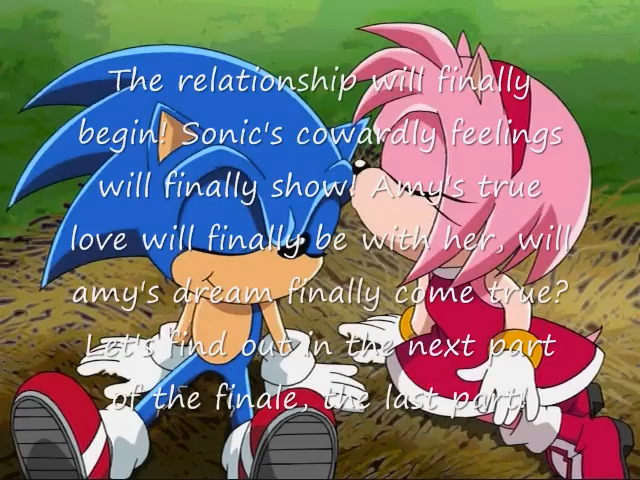 The relationship will finally
begin! Sonic's cowardly feelings
will finally show! Amy's true
love will finally be with her, will
amy's dream finally come true?
Let's find out in the next part
of the finale, the last part!